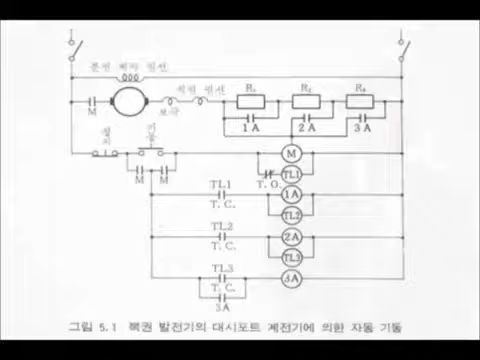 분권 계자 권선
직권 권선
R₁
R₂
M
보극
1 A
2 A
3 A
정지
기동
M
M
M
TL1
T. O.
TL1
T. C.
1A
TL2
TL2
T. C.
2A
TL3
TL3
T. C.
3A
3A
그림 5.1 복권 발전기의 대시포트 계전기에 의한 자동 기동